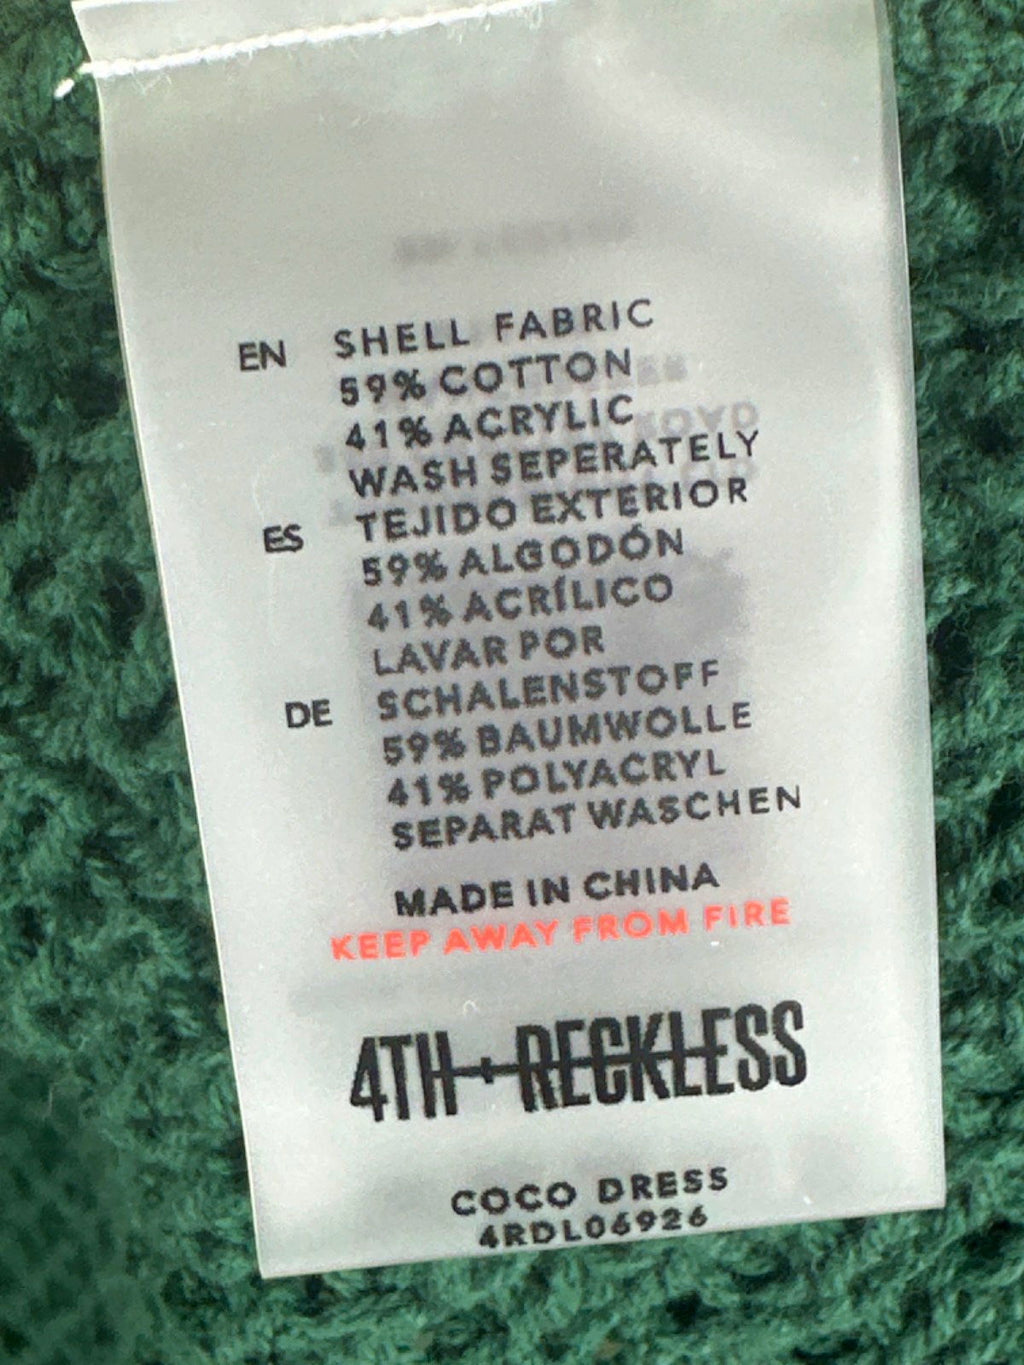 EN SHELL FABRIC
59% COTTON
41% ACRYLIC
WASH SEPERATELY
ES TEJIDO EXTERIOR
59% ALGODÓN
41% ACRÍLICO
LAVAR POR
DE SCHALENSTOFF
59% BAUMWOLLE
41% POLYACRYL
SEPARAT WASCHEN
MADE IN CHINA
KEEP AWAY FROM FIRE
4TH+RECKLESS
COCO DRESS
4RDL06926